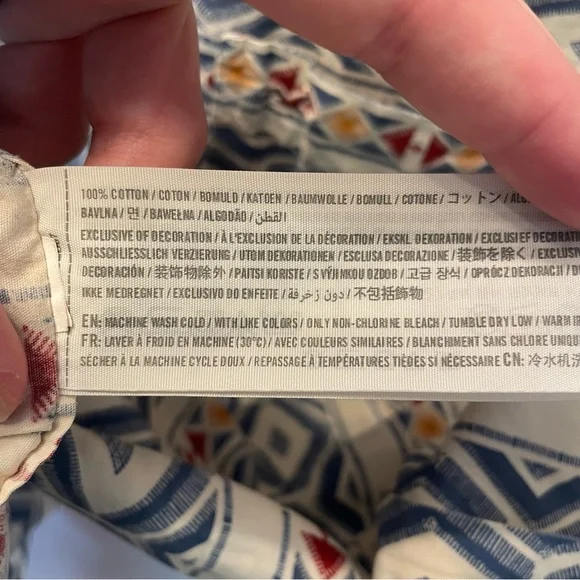 100% COTTON / COTON / BOMULD / KATOEN / BAUMWOLLE / BOMULL / COTONE / コットン / AL
BAVLNA / 면 / BAWEŁNA / ALGODÃO / القطن
EXCLUSIVE OF DECORATION / À L'EXCLUSION DE LA DÉCORATION / EKSKL DEKORATION / EXCLUSIEF DECORATI
AUSSCHLIESSLICH VERZIERUNG / UTOM DEKORATIONEN / ESCLUSA DECORAZIONE / 装飾を除く / EXCLUSI
DECORACIÓN / 装饰物除外 / PAITSI KORISTE / S VÝJIMKOU OZDOB / 고급 장식 / OPRÓCZ DEKORACJI / D
IKKE MEDREGNET / EXCLUSIVO DO ENFEITE / دون زخرفة / 不包括飾物
EN: MACHINE WASH COLD / WITH LIKE COLORS / ONLY NON-CHLORINE BLEACH / TUMBLE DRY LOW / WARM I
FR: LAVER À FROID EN MACHINE (30°C) / AVEC COULEURS SIMILAIRES / BLANCHIMENT SANS CHLORE UNIQU
SÉCHER À LA MACHINE CYCLE DOUX / REPASSAGE À TEMPÉRATURES TIÈDES SI NÉCESSAIRE CN: 冷水机洗